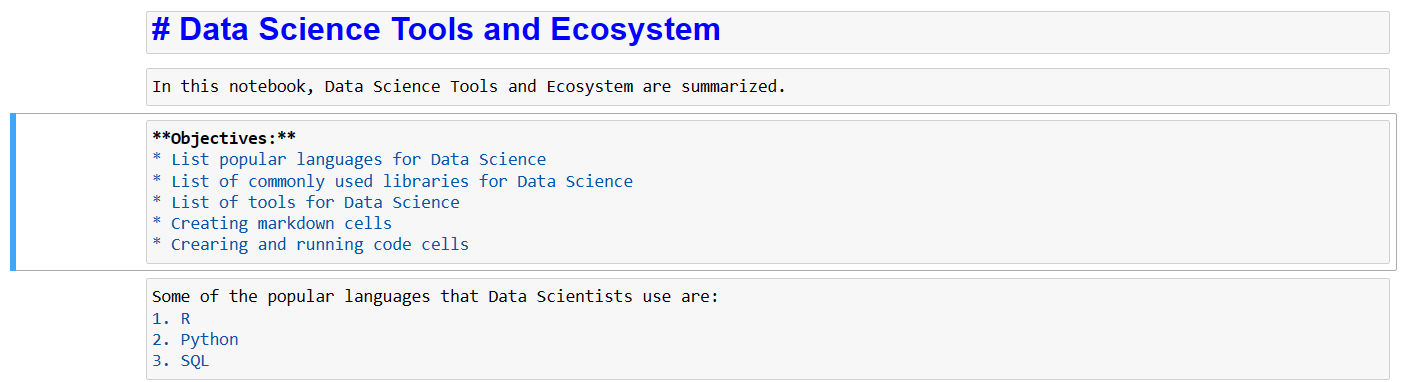 # Data Science Tools and Ecosystem
In this notebook, Data Science Tools and Ecosystem are summarized.
**Objectives:**
* List popular languages for Data Science
* List of commonly used libraries for Data Science
* List of tools for Data Science
* Creating markdown cells
* Crearing and running code cells
Some of the popular languages that Data Scientists use are:
1. R
2. Python
3. SQL